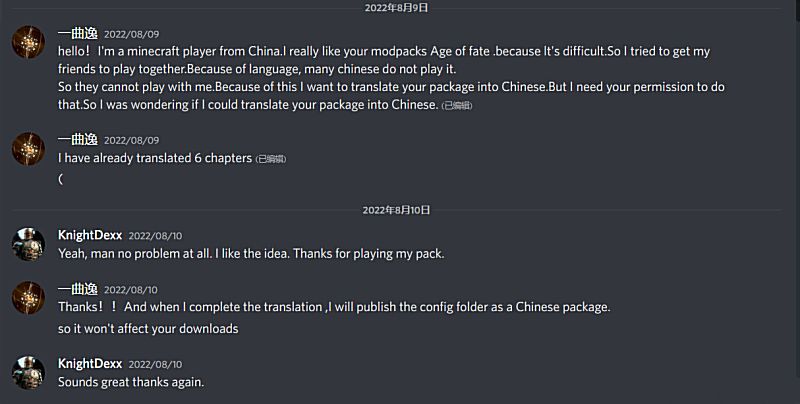 2022年8月9日
一曲逸 2022/08/09
hello！I'm a minecraft player from China.I really like your modpacks Age of fate .because It's difficult.So I tried to get my
friends to play together.Because of language, many chinese do not play it.
So they cannot play with me.Because of this I want to translate your package into Chinese.But I need your permission to do
that.So I was wondering if I could translate your package into Chinese. (已编辑)
一曲逸 2022/08/09
I have already translated 6 chapters (已编辑)
(
2022年8月10日
KnightDexx 2022/08/10
Yeah, man no problem at all. I like the idea. Thanks for playing my pack.
一曲逸 2022/08/10
Thanks！！And when I complete the translation ,I will publish the config folder as a Chinese package.
so it won't affect your downloads
KnightDexx 2022/08/10
Sounds great thanks again.